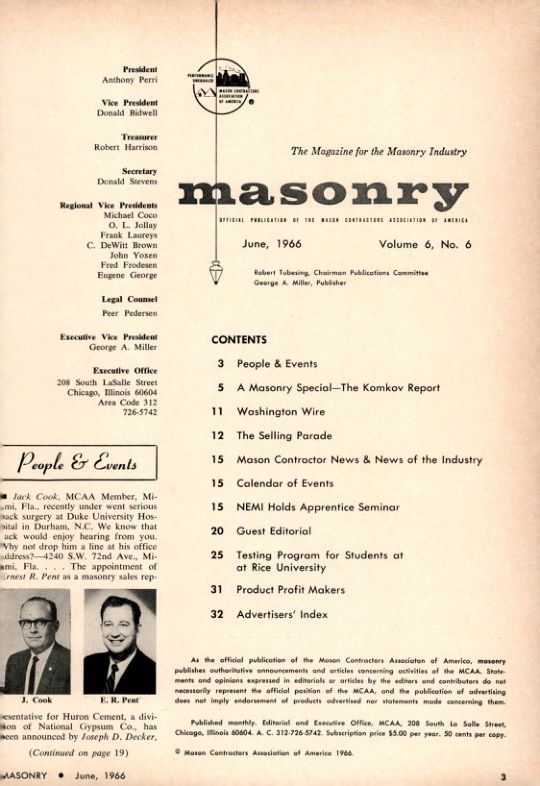 President
Anthony Perri
Vice President
Donald Bidwell
Treasurer
Robert Harrison
Secretary
Donald Stevens
Regional Vice Presidents
Michael Coco
O. L. Jollay
Frank Laureys
C. DeWitt Brown
John Yoxen
Fred Frodesen
Eugene George
Legal Counsel
Peer Pedersen
Executive Vice President
George A. Miller
Executive Office
208 South LaSalle Street
Chicago, Illinois 60604
Area Code 312
726-5742
PERFORMANCE
UNEQUALED
MASON CONTRACTORS
ASSOCIATION
OF AMERICA
®
The Magazine for the Masonry Industry
masonry
OFFICIAL PUBLICATION OF THE MASON CONTRACTORS ASSOCIATION OF AMERICA
June, 1966 Volume 6, No. 6
Robert Tubesing, Chairman Publications Committee
George A. Miller, Publisher
CONTENTS
3 People & Events
5 A Masonry Special—The Komkov Report
11 Washington Wire
12 The Selling Parade
15 Mason Contractor News & News of the Industry
15 Calendar of Events
15 NEMI Holds Apprentice Seminar
20 Guest Editorial
25 Testing Program for Students at
at Rice University
31 Product Profit Makers
32 Advertisers' Index
People & Events
■ Jack Cook, MCAA Member, Mi-
mi, Fla., recently under went serious
back surgery at Duke University Hos-
pital in Durham, N.C. We know that
ack would enjoy hearing from you.
Why not drop him a line at his office
address?—4240 S.W. 72nd Ave., Mi-
mi, Fla. . . . The appointment of
Ernest R. Pent as a masonry sales rep-
J. Cook E. R. Pent
resentative for Huron Cement, a divi-
sion of National Gypsum Co., has
been announced by Joseph D. Decker,
(Continued on page 19)
As the official publication of the Mason Contractors Associaton of America, masonry
publishes authoritative announcements and articles concerning activities of the MCAA. State-
ments and opinions expressed in editorials or articles by the editors and contributors do not
necessarily represent the official position of the MCAA, and the publication of advertising
does not imply endorsement of products advertised nor statements made concerning them.
Published monthly. Editorial and Executive Office, MCAA, 208 South La Salle Street,
Chicago, Illinois 60604. A. C. 312-726-5742. Subscription price $5.00 per year. 50 cents per copy.
© Mason Contractors Association of America 1966.
MASONRY ● June, 1966 3